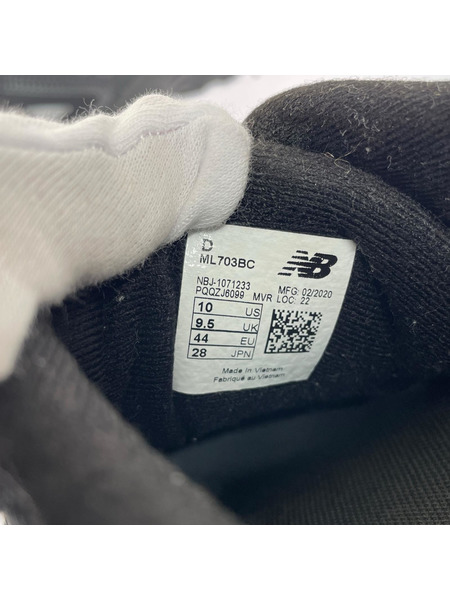 D
ML703BC
NB
NBJ-1071233 MFG: 02/2020
PQQZJ6099 MVR LOC: 22
10 US
9.5 UK
44 EU
28 JPN
Made in Vietnam
Fabriqué au Vietnam